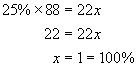 25% × 88 = 22x
22 = 22x
x = 1 = 100%